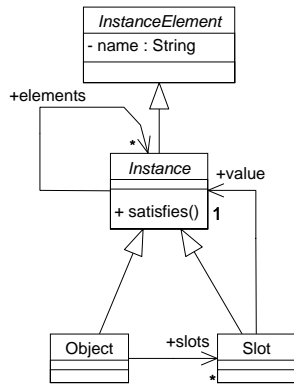 InstanceElement
- name : String
+elements
*
Instance
+value
+ satisfies()
1
Object
+slots
Slot
*